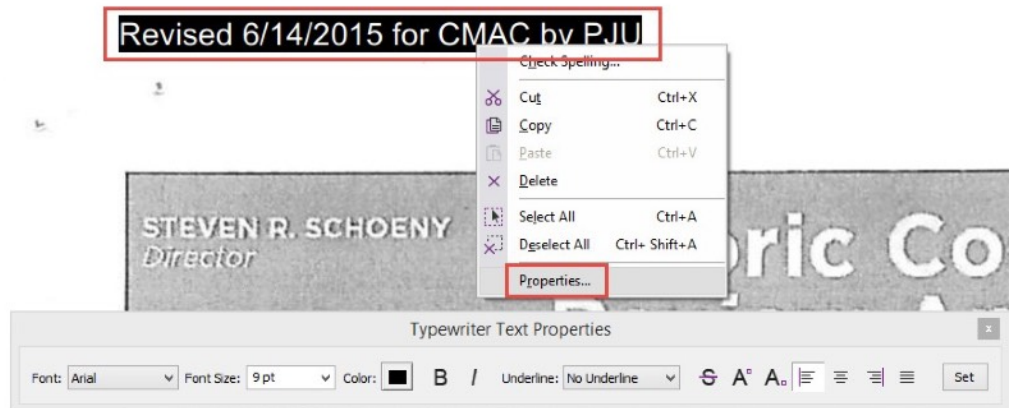 Revised 6/14/2015 for CMAC by PJU
Check Spelling...
Cut Ctrl+X
Copy Ctrl+C
Paste Ctrl+V
Delete
Select All Ctrl+A
Deselect All Ctrl+ Shift+A
Properties...
STEVEN R. SCHOENY
Director
ric Co
Typewriter Text Properties
x
Font: Arial Font Size: 9 pt Color: B I Underline: No Underline S A A Set